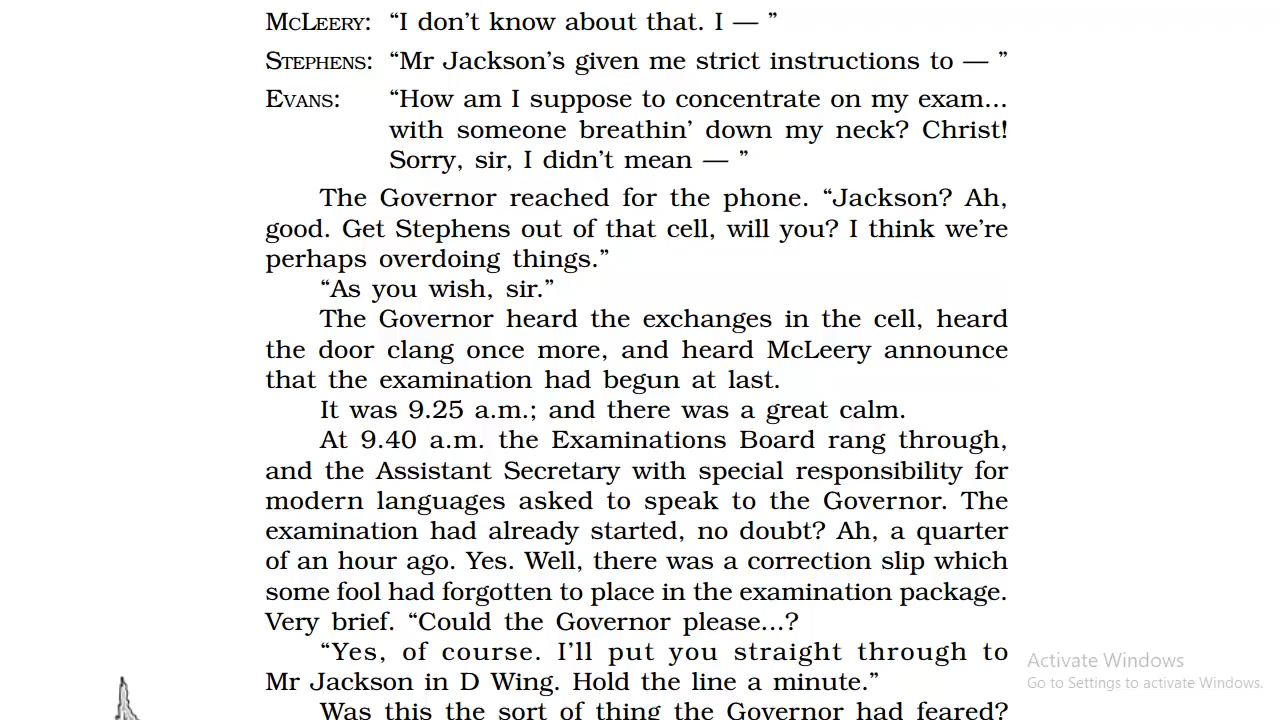 McLeery: “I don’t know about that. I — ”
Stephens: “Mr Jackson’s given me strict instructions to — ”
Evans: “How am I suppose to concentrate on my exam...
with someone breathin’ down my neck? Christ!
Sorry, sir, I didn’t mean — ”
The Governor reached for the phone. “Jackson? Ah,
good. Get Stephens out of that cell, will you? I think we’re
perhaps overdoing things.”
“As you wish, sir.”
The Governor heard the exchanges in the cell, heard
the door clang once more, and heard McLeery announce
that the examination had begun at last.
It was 9.25 a.m.; and there was a great calm.
At 9.40 a.m. the Examinations Board rang through,
and the Assistant Secretary with special responsibility for
modern languages asked to speak to the Governor. The
examination had already started, no doubt? Ah, a quarter
of an hour ago. Yes. Well, there was a correction slip which
some fool had forgotten to place in the examination package.
Very brief. “Could the Governor please...?
“Yes, of course. I’ll put you straight through to
Mr Jackson in D Wing. Hold the line a minute.”
Was this the sort of thing the Governor had feared?
Activate Windows
Go to Settings to activate Windows.